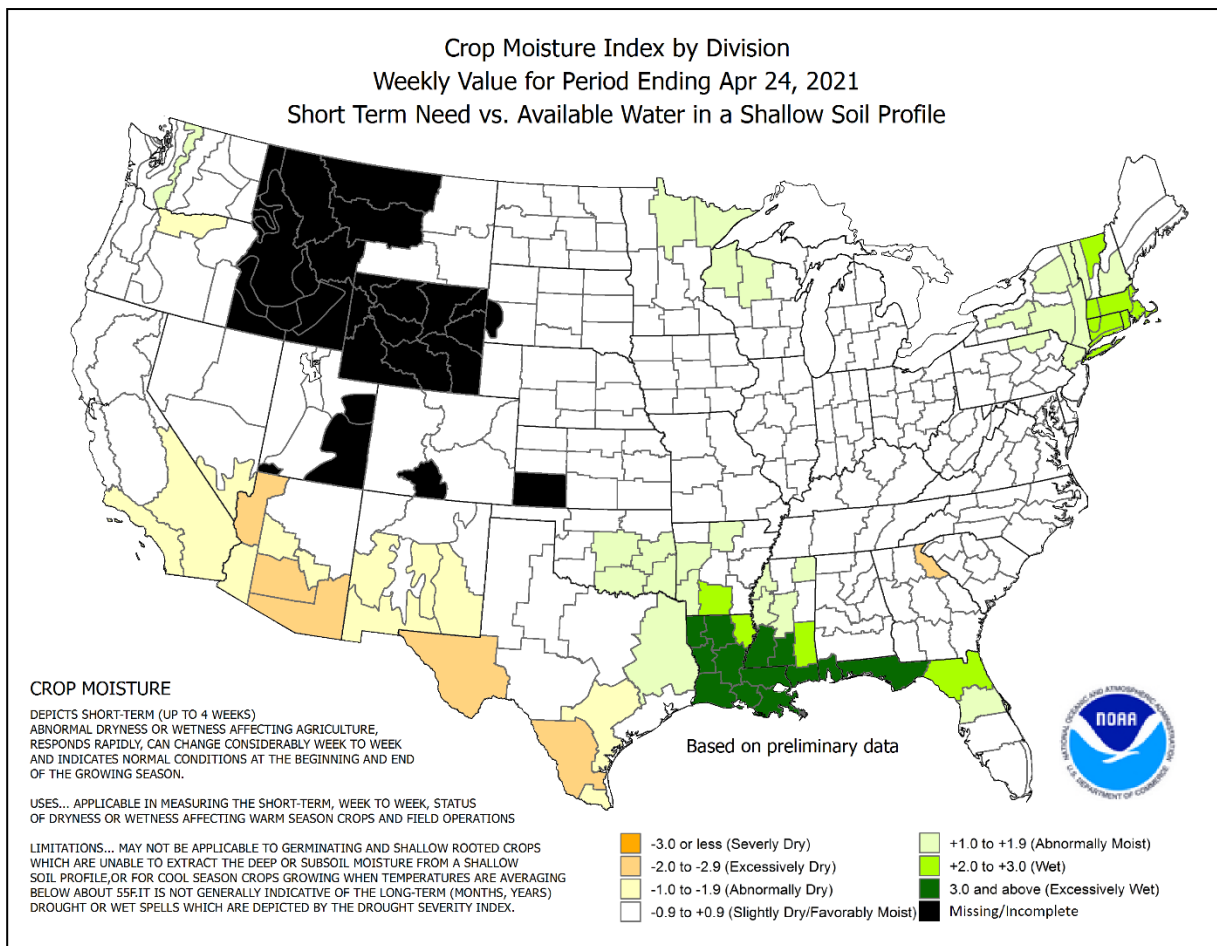 Crop Moisture Index by Division
Weekly Value for Period Ending Apr 24, 2021
Short Term Need vs. Available Water in a Shallow Soil Profile
CROP MOISTURE
DEPICTS SHORT-TERM (UP TO 4 WEEKS)
ABNORMAL DRYNESS OR WETNESS AFFECTING AGRICULTURE,
RESPONDS RAPIDLY, CAN CHANGE CONSIDERABLY WEEK TO WEEK
AND INDICATES NORMAL CONDITIONS AT THE BEGINNING AND END
OF THE GROWING SEASON.
USES... APPLICABLE IN MEASURING THE SHORT-TERM, WEEK TO WEEK, STATUS
OF DRYNESS OR WETNESS AFFECTING WARM SEASON CROPS AND FIELD OPERATIONS
LIMITATIONS... MAY NOT BE APPLICABLE TO GERMINATING AND SHALLOW ROOTED CROPS
WHICH ARE UNABLE TO EXTRACT THE DEEP OR SUBSOIL MOISTURE FROM A SHALLOW
SOIL PROFILE,OR FOR COOL SEASON CROPS GROWING WHEN TEMPERATURES ARE AVERAGING
BELOW ABOUT 55F.IT IS NOT GENERALLY INDICATIVE OF THE LONG-TERM (MONTHS, YEARS)
DROUGHT OR WET SPELLS WHICH ARE DEPICTED BY THE DROUGHT SEVERITY INDEX.
Based on preliminary data
NATIONAL OCEANIC AND ATMOSPHERIC ADMINISTRATION
NOAA
U.S. DEPARTMENT OF COMMERCE
-3.0 or less (Severly Dry)
-2.0 to -2.9 (Excessively Dry)
-1.0 to -1.9 (Abnormally Dry)
-0.9 to +0.9 (Slightly Dry/Favorably Moist)
+1.0 to +1.9 (Abnormally Moist)
+2.0 to +3.0 (Wet)
3.0 and above (Excessively Wet)
Missing/Incomplete